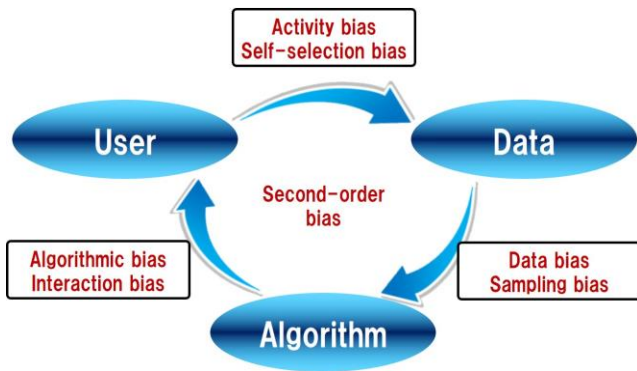 Activity bias
Self-selection bias
User
Data
Second-order
bias
Algorithmic bias
Interaction bias
Data bias
Sampling bias
Algorithm